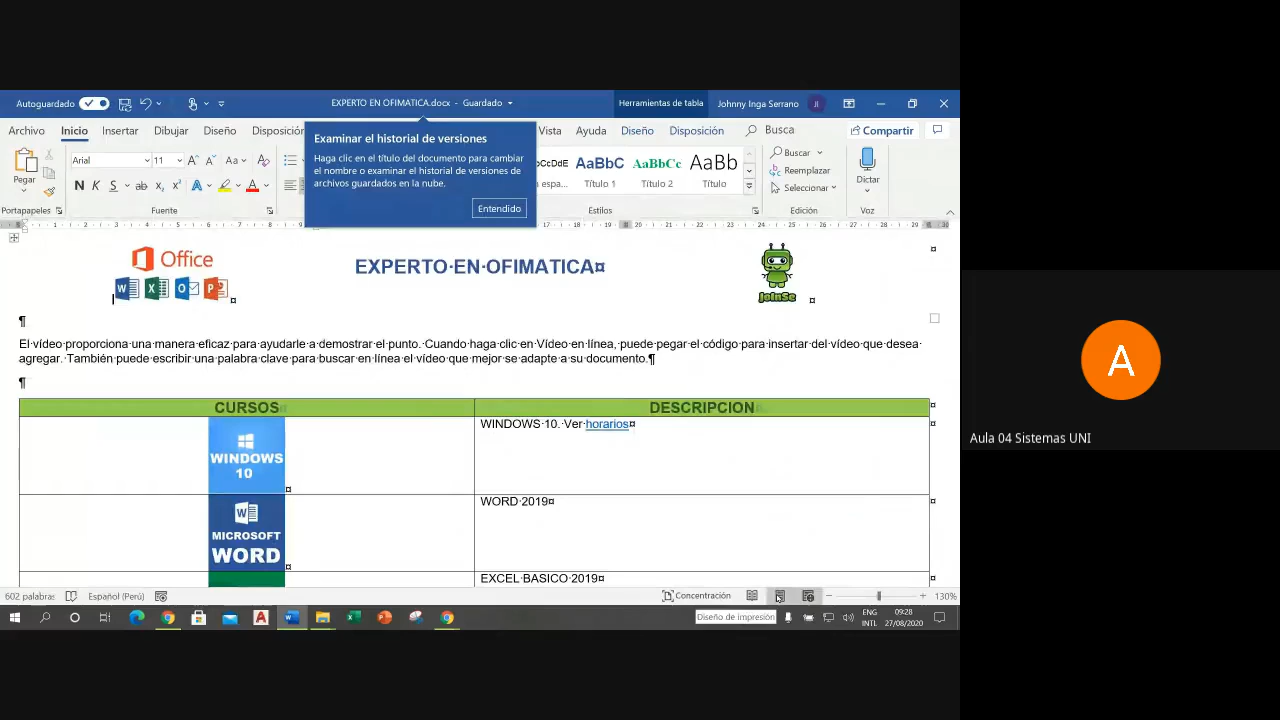 Autoguardado
EXPERTO EN OFIMATICA.docx - Guardado
Herramientas de tabla
Johnny Inga Serrano
JI
Archivo Inicio Insertar Dibujar Diseño Disposición
Vista Ayuda Diseño Disposición Busca
Compartir
Examinar el historial de versiones
Haga clic en el título del documento para cambiar
el nombre o examinar el historial de versiones de
archivos guardados en la nube.
Entendido
Pegar
Arial 11
N K S ab
Portapapeles
Fuente
AaBbC AaBbCc AaBb
Título 1 Título 2 Título
Estilos
Buscar
Reemplazar
Seleccionar
Edición
Dictar
Voz
Office
EXPERTO·EN·OFIMATICA¤
JoInSe
¶
El·vídeo·proporciona·una·manera·eficaz·para·ayudarle·a·demostrar·el·punto.·Cuando·haga·clic·en·Vídeo·en·línea,·puede·pegar·el·código·para·insertar·del·vídeo·que·desea·
agregar.·También·puede·escribir·una·palabra·clave·para·buscar·en·línea·el·vídeo·que·mejor·se·adapte·a·su·documento.¶
¶
CURSOS¤ DESCRIPCION¤
WINDOWS 10
WINDOWS·10.·Ver·horarios¤
MICROSOFT WORD
WORD·2019¤
EXCEL·BASICO·2019¤
602 palabras Español (Perú)
Concentración
130%
Diseño de impresión
ENG
INTL
09:28
27/08/2020
A
Aula 04 Sistemas UNI